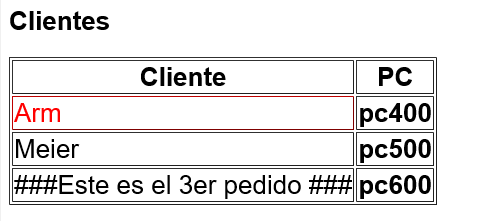 Clientes
Cliente PC
Arm pc400
Meier pc500
###Este es el 3er pedido ### pc600